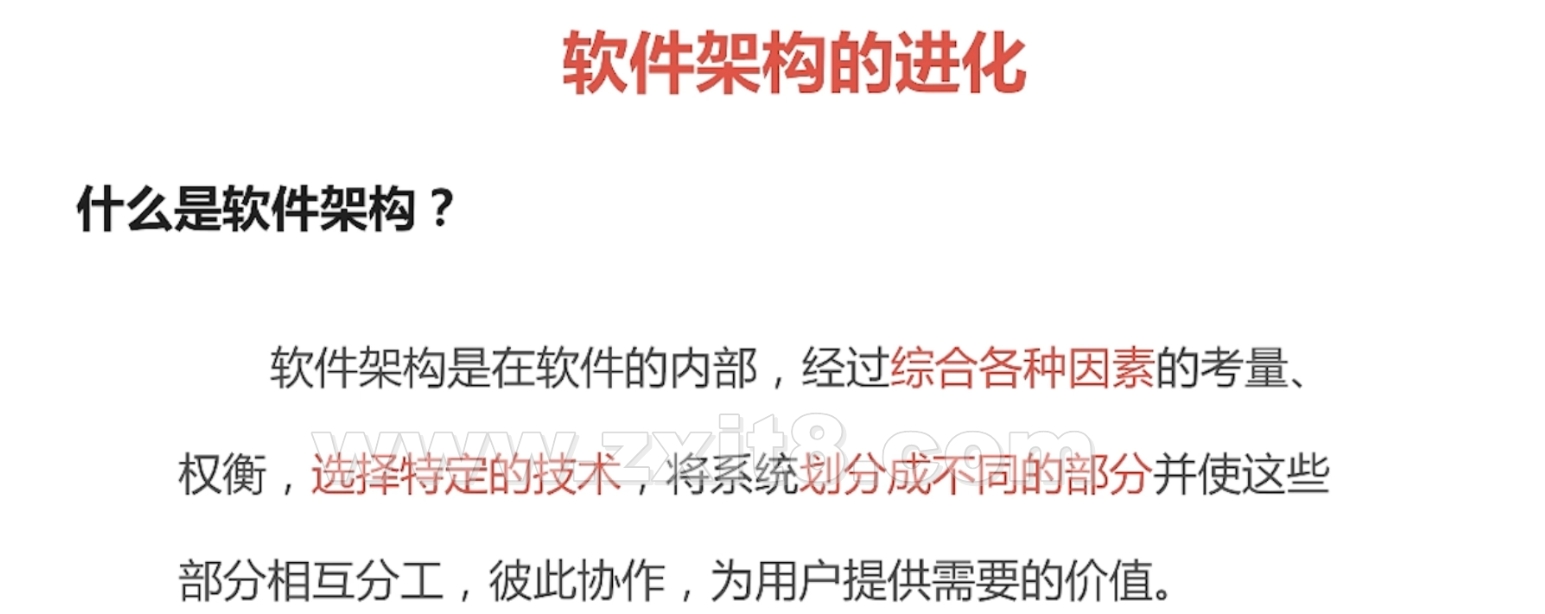 软件架构的进化
什么是软件架构？
软件架构是在软件的内部，经过综合各种因素的考量、
www.zxit8.com
权衡，选择特定的技术，将系统划分成不同的部分并使这些
部分相互分工，彼此协作，为用户提供需要的价值。